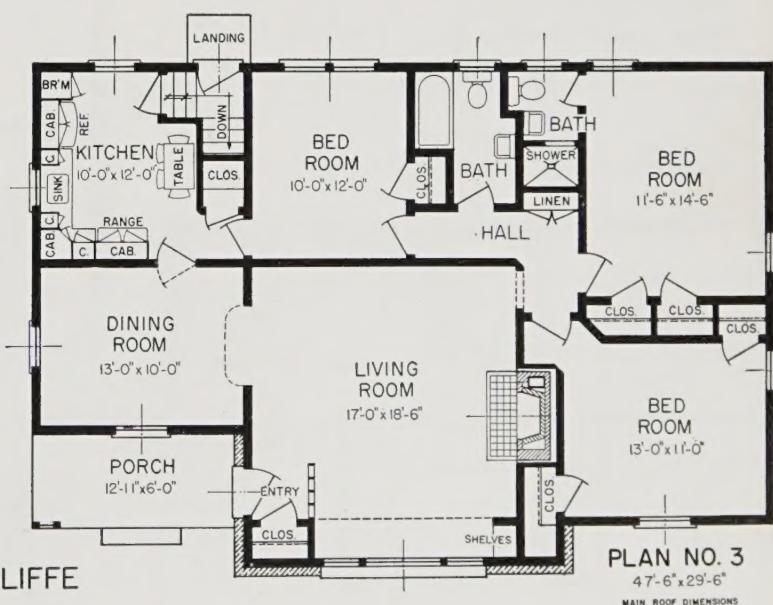 LANDING
BR'M
CAB.
REF.
DOWN
KITCHEN
10'-0" x 12'-0"
TABLE
C.
SINK
CLOS.
RANGE
C.
CAB.
C.
CAB.
BED
ROOM
10'-0" x 12'-0"
CLOS.
BATH
BATH
SHOWER
LINEN
HALL
BED
ROOM
11'-6" x 14'-6"
CLOS.
CLOS.
CLOS.
DINING
ROOM
13'-0" x 10'-0"
LIVING
ROOM
17'-0" x 18'-6"
BED
ROOM
13'-0" x 11'-0"
PORCH
12'-11" x 6'-0"
ENTRY
CLOS.
SHELVES
CLOS.
LIFFE
PLAN NO. 3
47'-6" x 29'-6"
MAIN ROOF DIMENSIONS